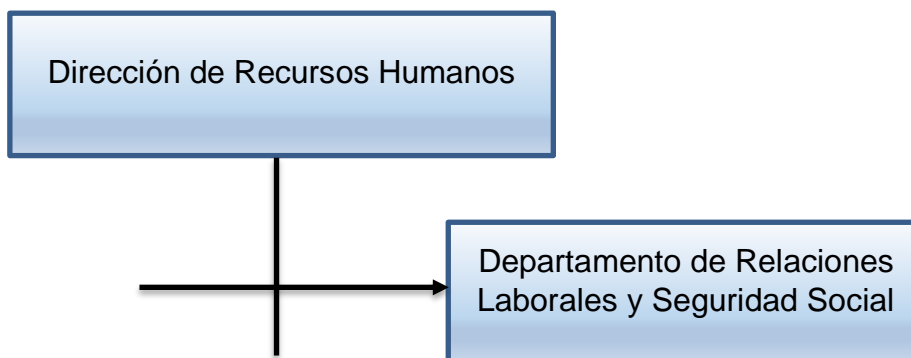 Dirección de Recursos Humanos
Departamento de Relaciones
Laborales y Seguridad Social